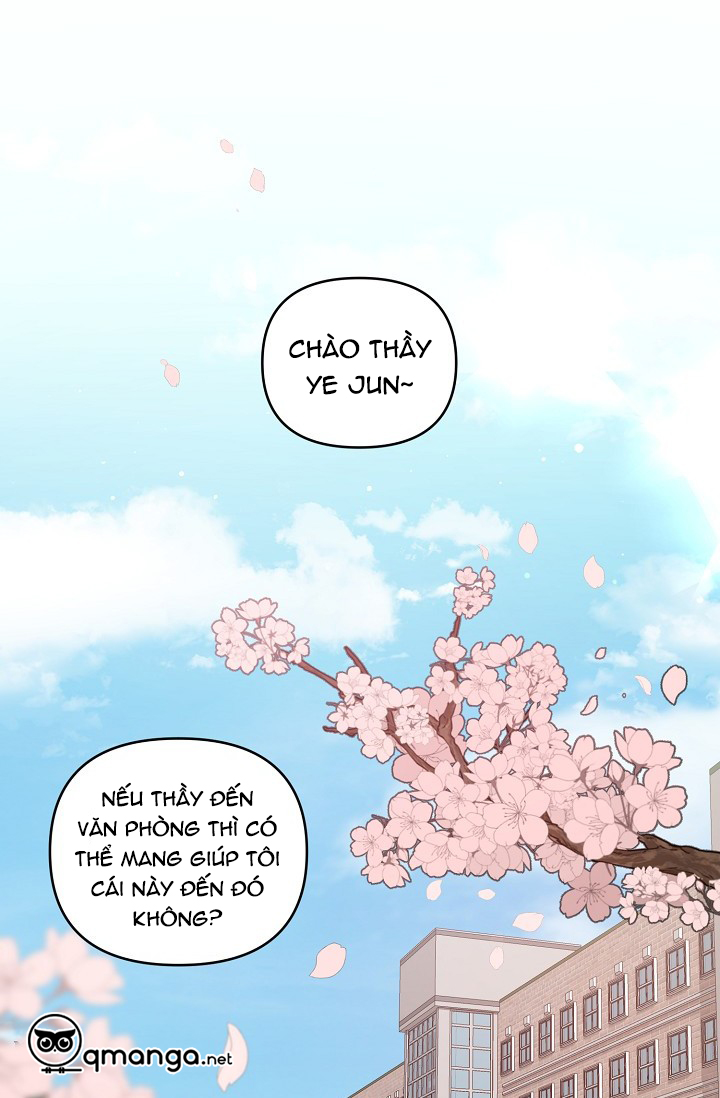 CHÀO THẦY
YE JUN~
NẾU THẦY ĐẾN
VĂN PHÒNG THÌ CÓ
THỂ MANG GIÚP TÔI
CÁI NÀY ĐẾN ĐÓ
KHÔNG?
qmanga.net